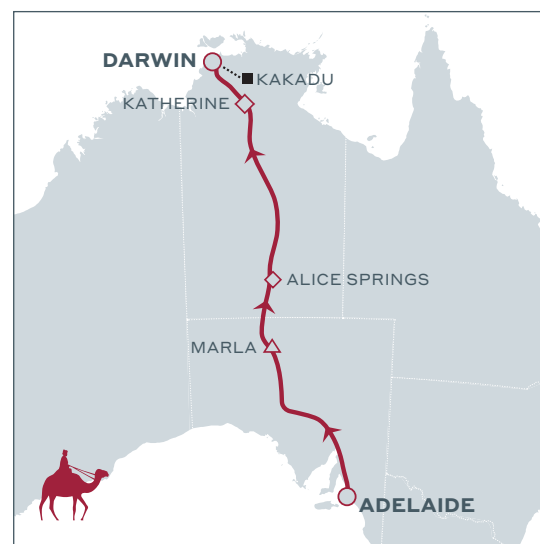 DARWIN
KAKADU
KATHERINE
ALICE SPRINGS
MARLA
ADELAIDE